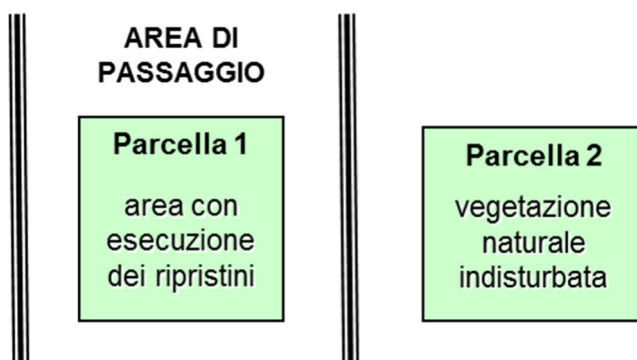 AREA DI
PASSAGGIO
Parcella 1
area con
esecuzione
dei ripristini
Parcella 2
vegetazione
naturale
indisturbata